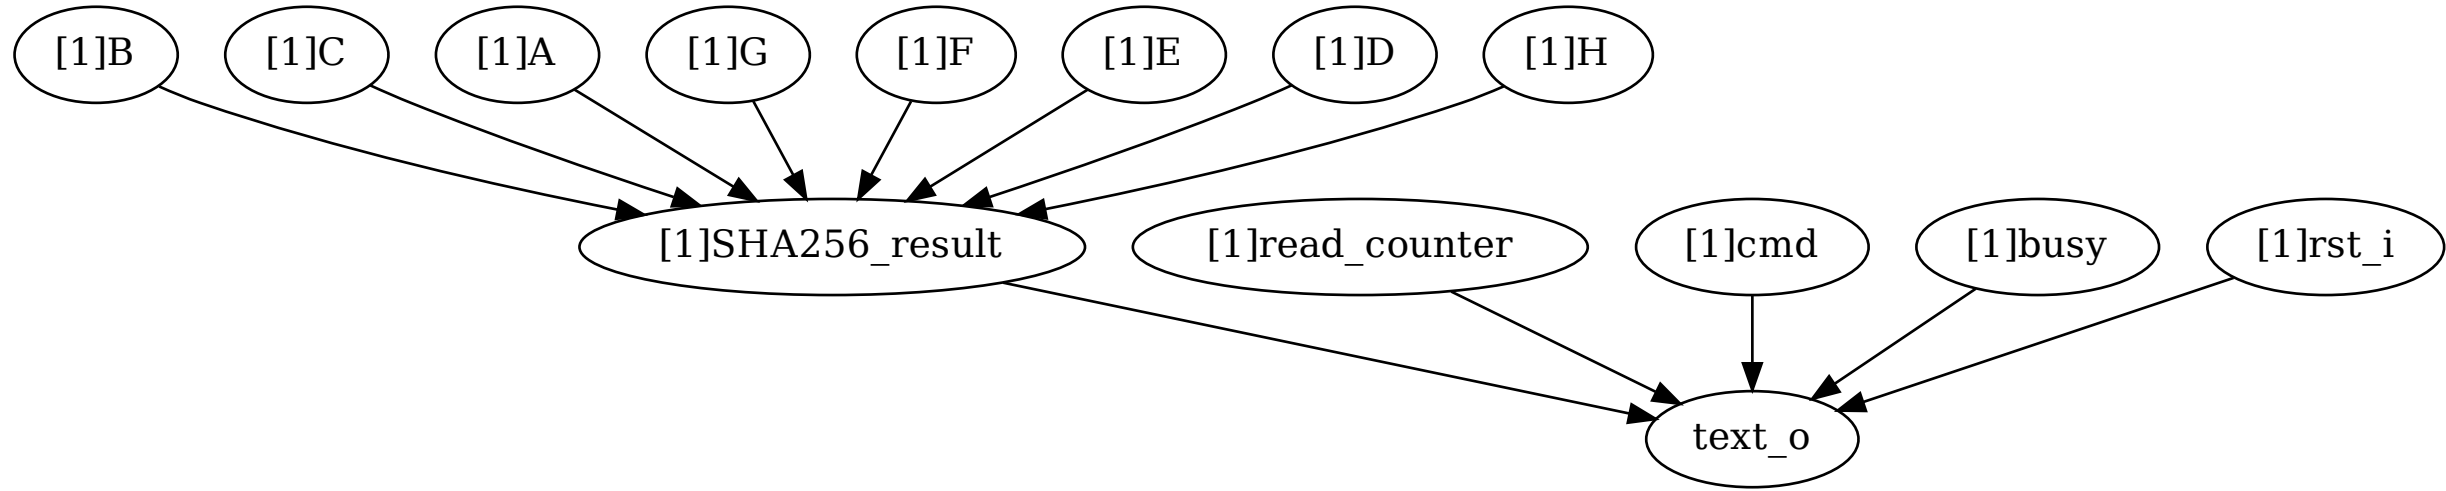 [1]B
[1]C
[1]A
[1]G
[1]F
[1]E
[1]D
[1]H
[1]SHA256_result
[1]read_counter
[1]cmd
[1]busy
[1]rst_i
text_o